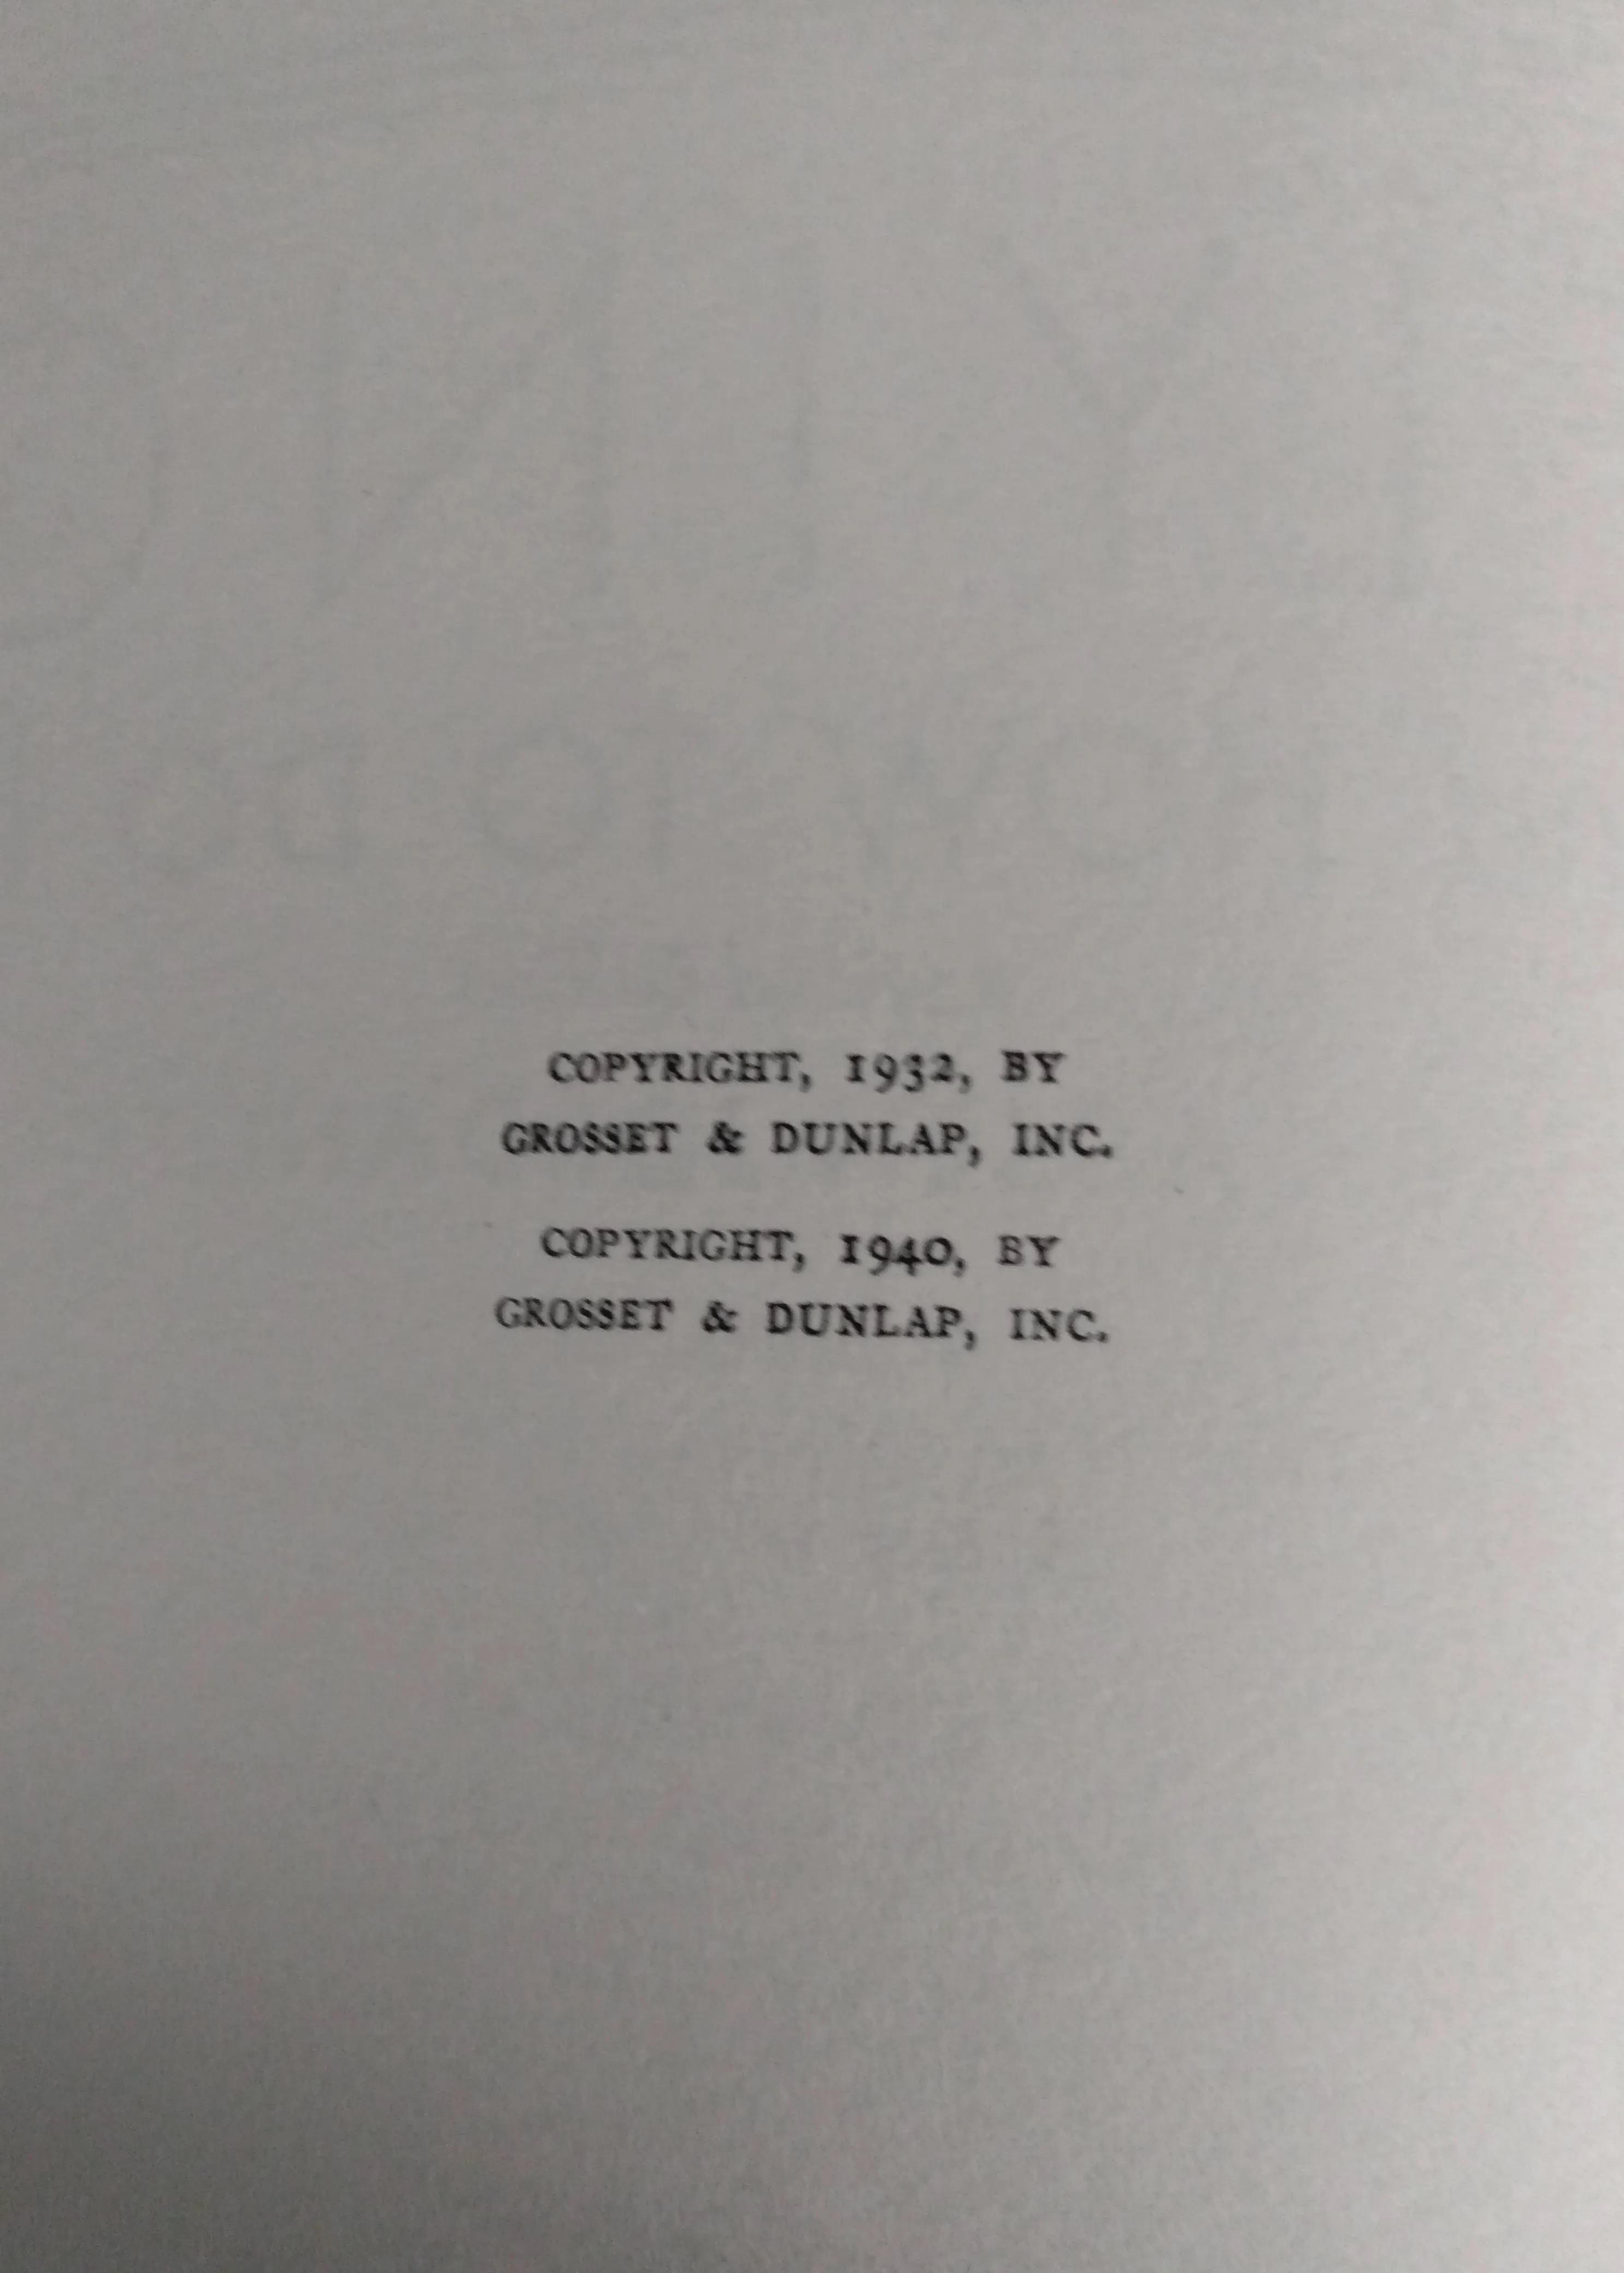 COPYRIGHT, 1932, BY
GROSSET & DUNLAP, INC.
COPYRIGHT, 1940, BY
GROSSET & DUNLAP, INC.